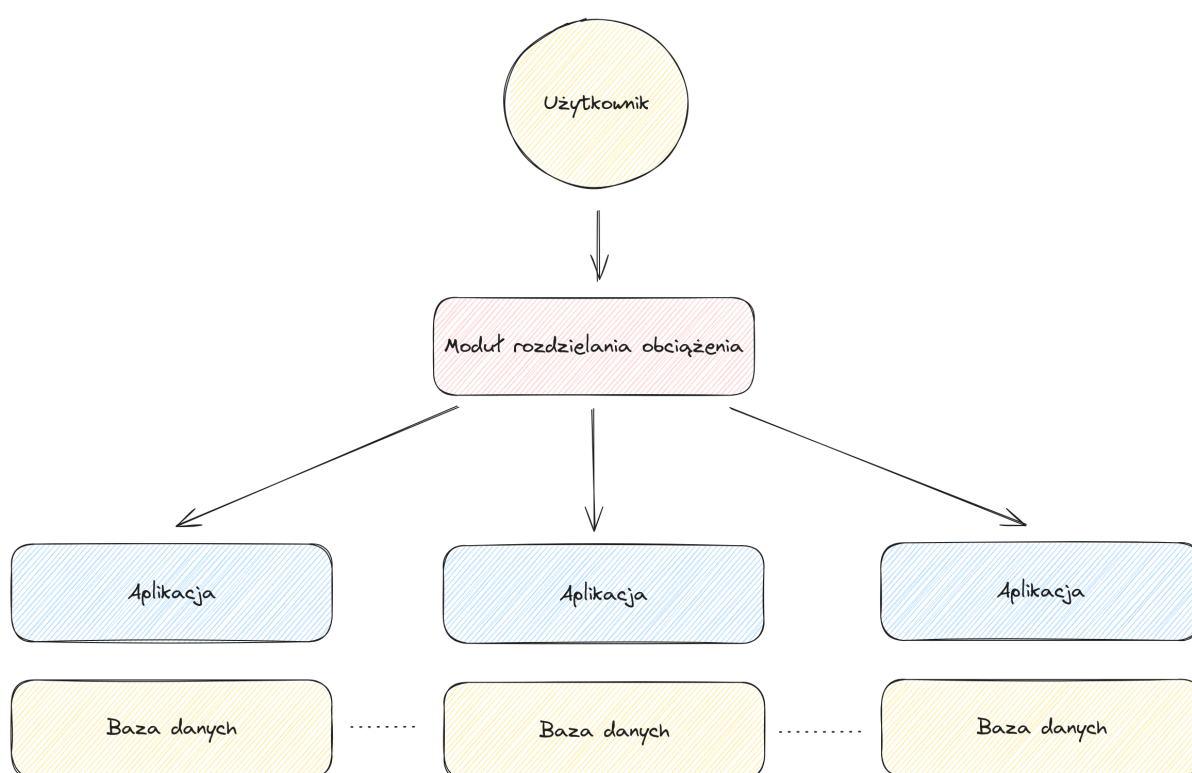 Użytkownik
Moduł rozdzielania obciążenia
Aplikacja
Aplikacja
Aplikacja
Baza danych
Baza danych
Baza danych